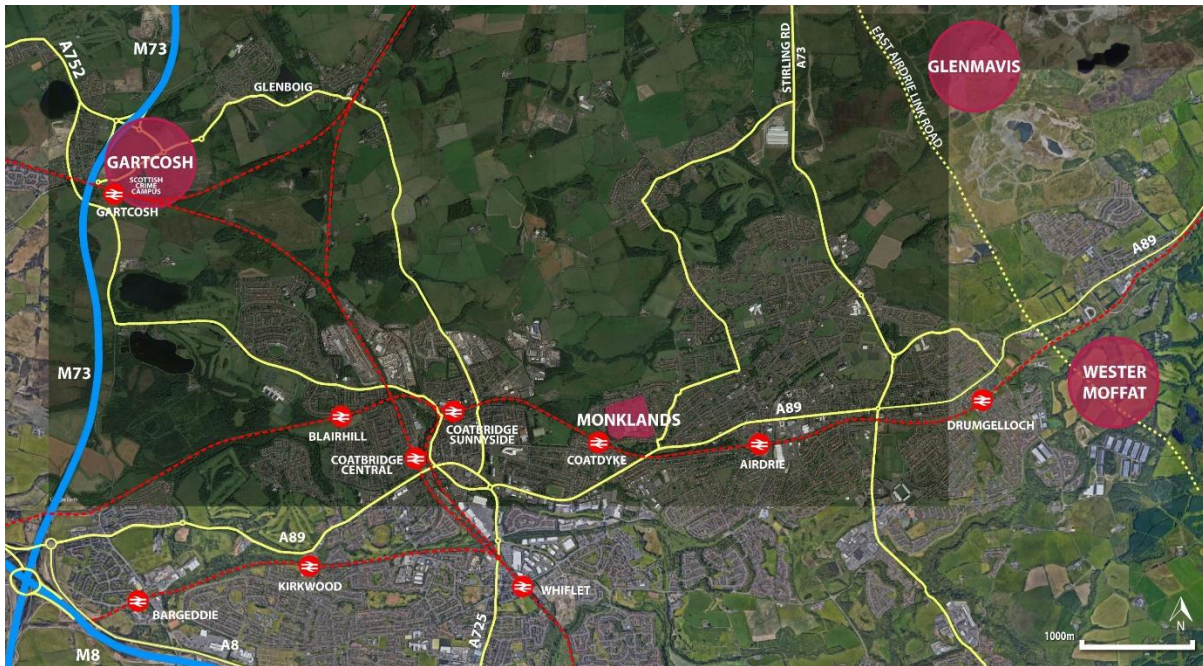 A752
M73
GLENBOIG
STIRLING RD
A73
EAST AIRDRIE LINK ROAD
GLENMAVIS
GARTCOSH
SCOTTISH
CRIME
CAMPUS
GARTCOSH
A89
M73
WESTER
MOFFAT
BLAIRHILL
COATBRIDGE
SUNNYSIDE
MONKLANDS
A89
DRUMGELLOCH
COATBRIDGE
CENTRAL
COATDYKE
AIRDRIE
A89
KIRKWOOD
WHIFLET
BARGEDDIE
A8
A725
M8
N
1000m